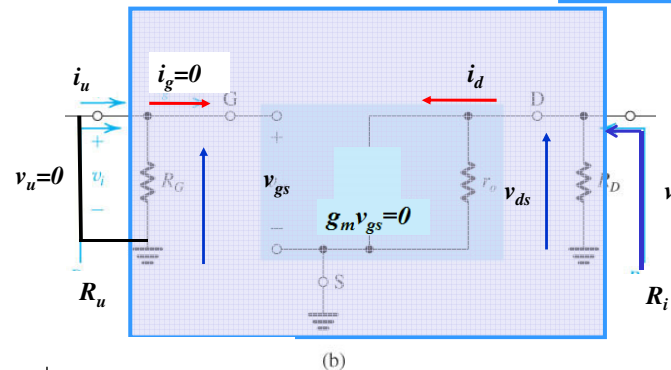 i_g=0
i_u
i_d
G
D
+
+
v_u=0
v_i
R_G
v_gs
r_o
v_ds
R_D
v
g_m v_gs=0
−
−
R_u
S
R_i
(b)